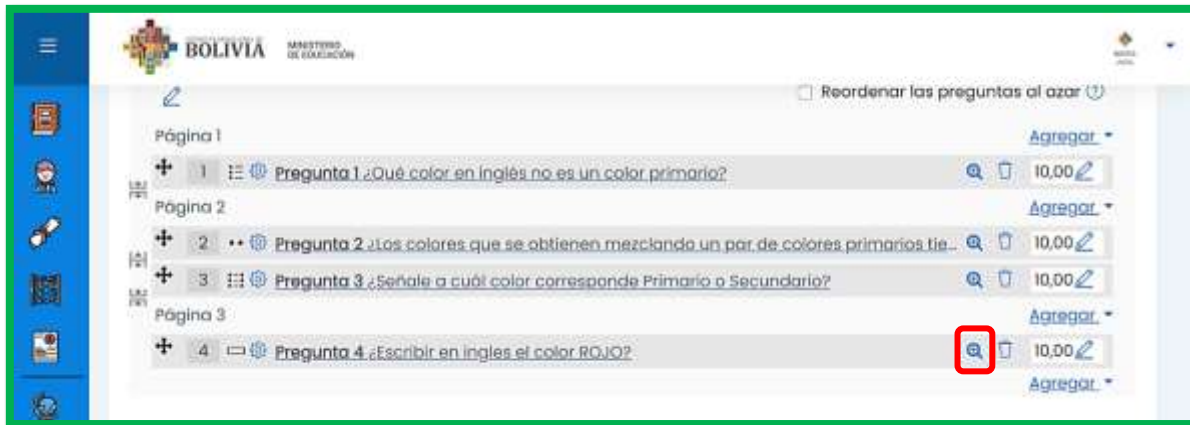 BOLIVIA
MINISTERIO
DE EDUCACIÓN
Reordenar las preguntas al azar
Página 1
Agregar
1 Pregunta 1 ¿Qué color en inglés no es un color primario? 10,00
Página 2
Agregar
2 Pregunta 2 ¿Los colores que se obtienen mezclando un par de colores primarios tie... 10,00
3 Pregunta 3 ¿Señale a cuál color corresponde Primario o Secundario? 10,00
Página 3
Agregar
4 Pregunta 4 ¿Escribir en ingles el color ROJO? 10,00
Agregar